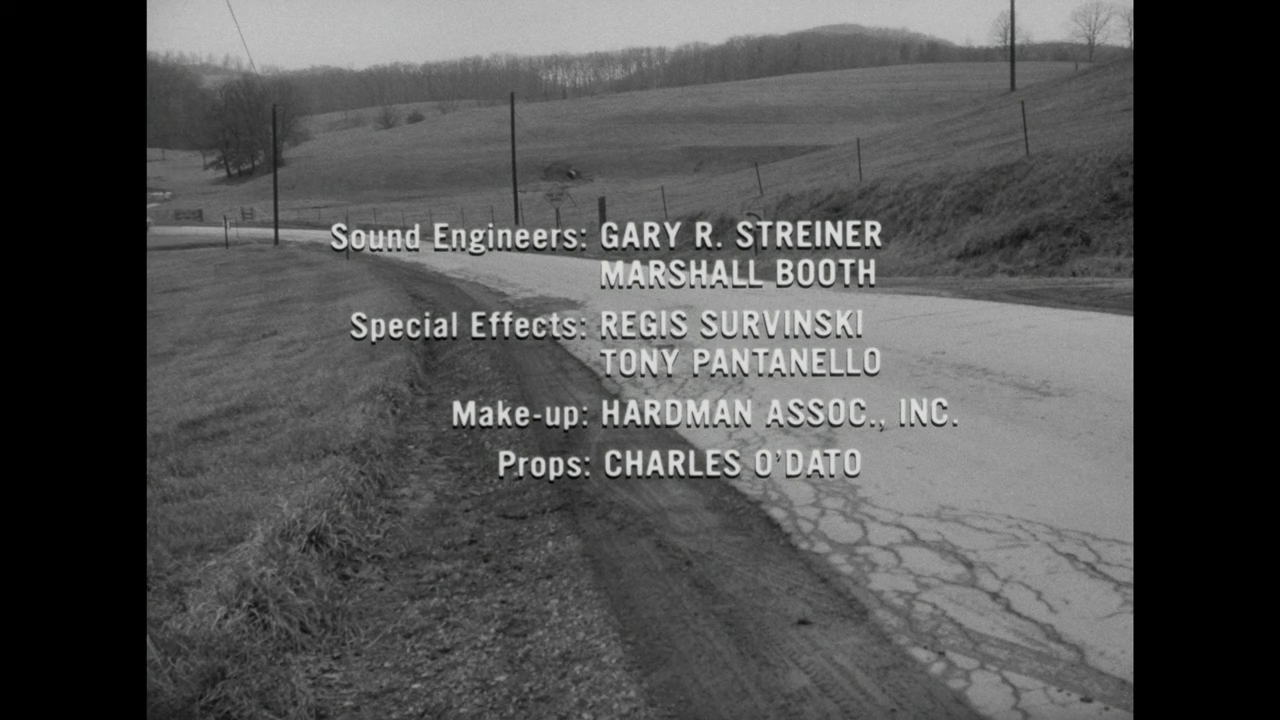 Sound Engineers: GARY R. STREINER
MARSHALL BOOTH
Special Effects: REGIS SURVINSKI
TONY PANTANELLO
Make-up: HARDMAN ASSOC., INC.
Props: CHARLES O'DATO